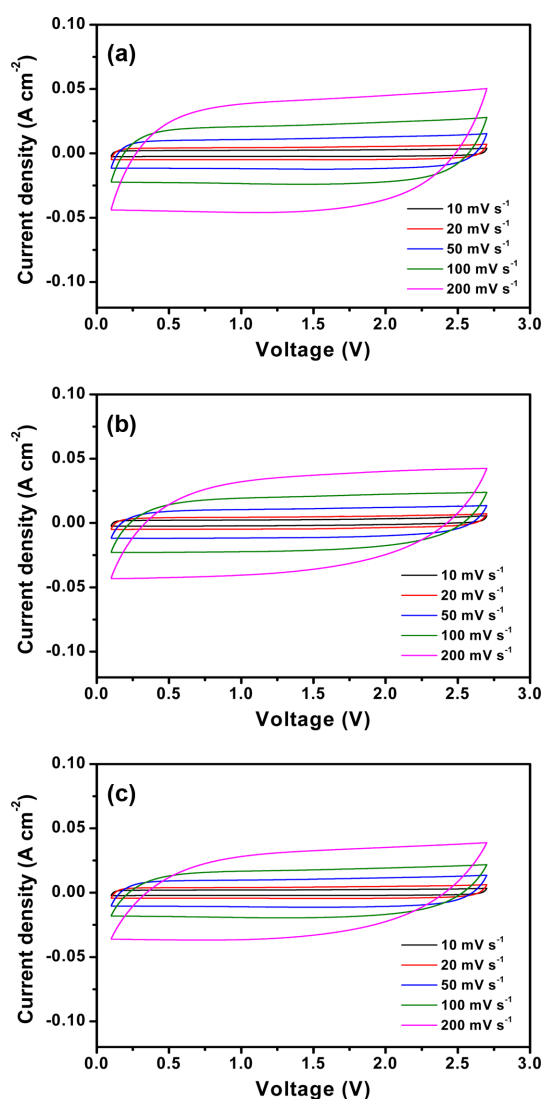 (a)
Current density (A cm⁻²)
0.10
0.05
0.00
-0.05
-0.10
10 mV s⁻¹
20 mV s⁻¹
50 mV s⁻¹
100 mV s⁻¹
200 mV s⁻¹
0.0 0.5 1.0 1.5 2.0 2.5 3.0
Voltage (V)
(b)
Current density (A cm⁻²)
0.10
0.05
0.00
-0.05
-0.10
10 mV s⁻¹
20 mV s⁻¹
50 mV s⁻¹
100 mV s⁻¹
200 mV s⁻¹
0.0 0.5 1.0 1.5 2.0 2.5 3.0
Voltage (V)
(c)
Current density (A cm⁻²)
0.10
0.05
0.00
-0.05
-0.10
10 mV s⁻¹
20 mV s⁻¹
50 mV s⁻¹
100 mV s⁻¹
200 mV s⁻¹
0.0 0.5 1.0 1.5 2.0 2.5 3.0
Voltage (V)